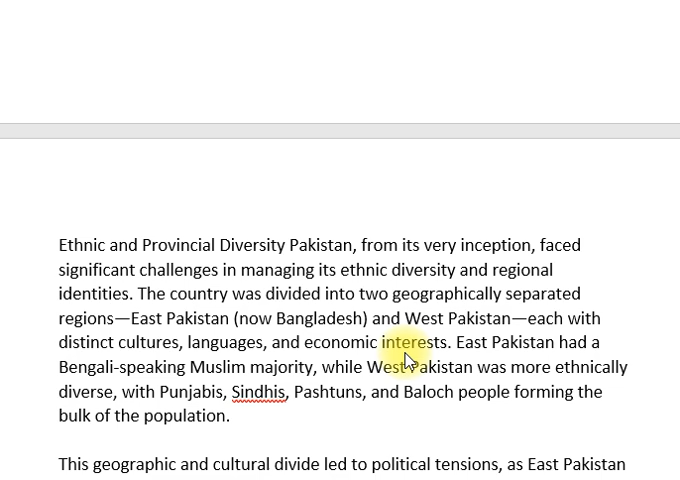 Ethnic and Provincial Diversity Pakistan, from its very inception, faced
significant challenges in managing its ethnic diversity and regional
identities. The country was divided into two geographically separated
regions—East Pakistan (now Bangladesh) and West Pakistan—each with
distinct cultures, languages, and economic interests. East Pakistan had a
Bengali-speaking Muslim majority, while West Pakistan was more ethnically
diverse, with Punjabis, Sindhis, Pashtuns, and Baloch people forming the
bulk of the population.
This geographic and cultural divide led to political tensions, as East Pakistan